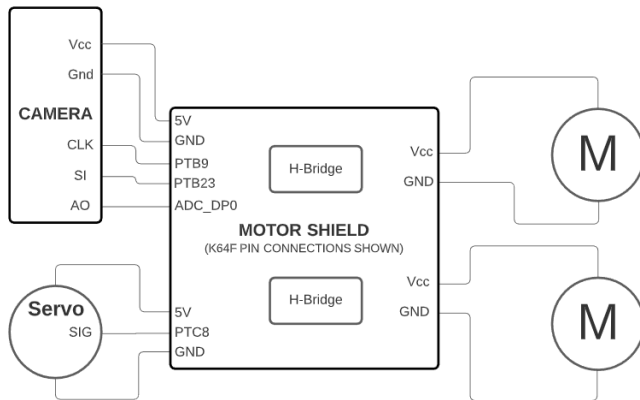 Vcc
Gnd
CAMERA
CLK
SI
AO
5V
GND
PTB9
PTB23
ADC_DP0
H-Bridge
Vcc
GND
M
MOTOR SHIELD
(K64F PIN CONNECTIONS SHOWN)
Servo
SIG
5V
PTC8
GND
H-Bridge
Vcc
GND
M